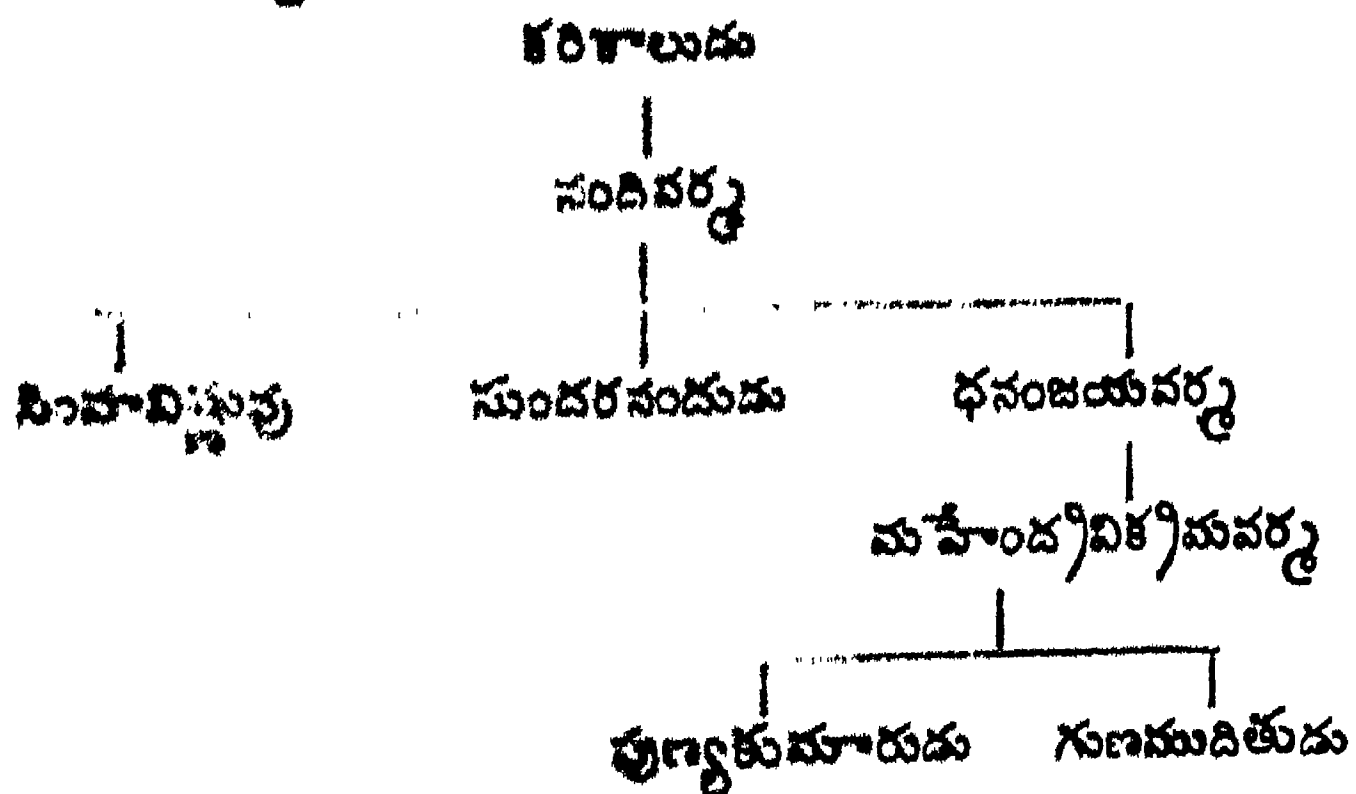 కరికాలుడు
నందివర్మ
సింహవిష్ణువు సుందరనందుడు ధనంజయవర్మ
మహేంద్రవిక్రమవర్మ
పుణ్యకుమారుడు గుణముదితుడు